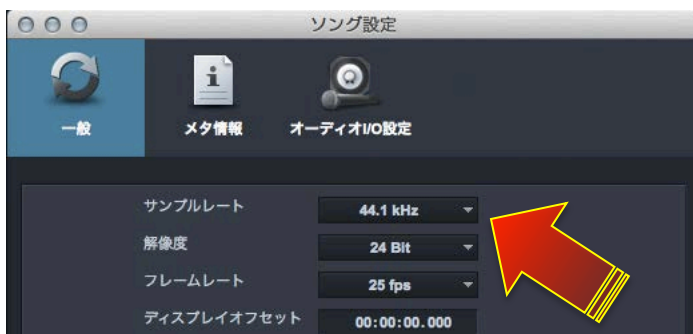 ソング設定
一般
メタ情報
オーディオI/O設定
サンプルレート 44.1 kHz
解像度 24 Bit
フレームレート 25 fps
ディスプレイオフセット 00:00:00.000